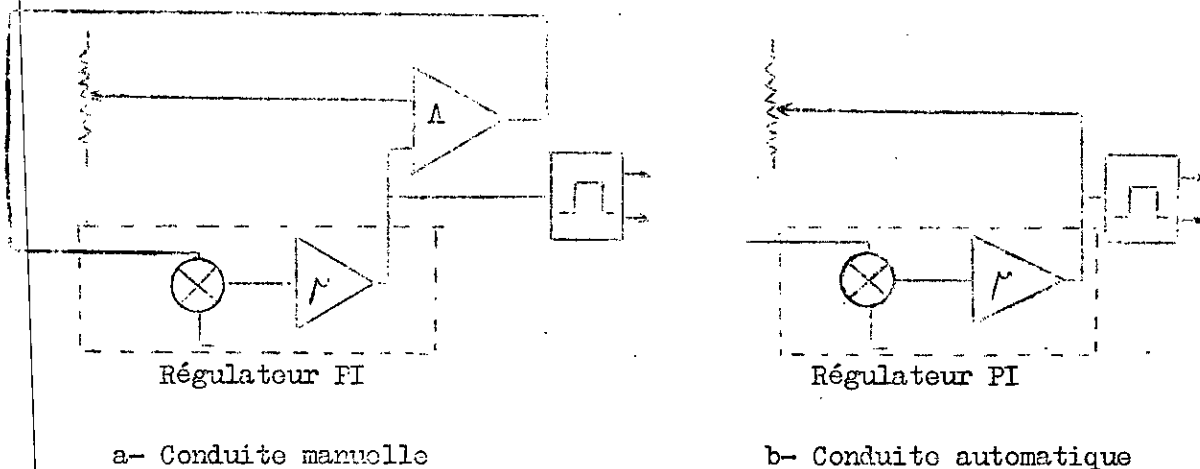 Λ
μ
μ
Régulateur PI
Régulateur PI
a- Conduite manuelle
b- Conduite automatique